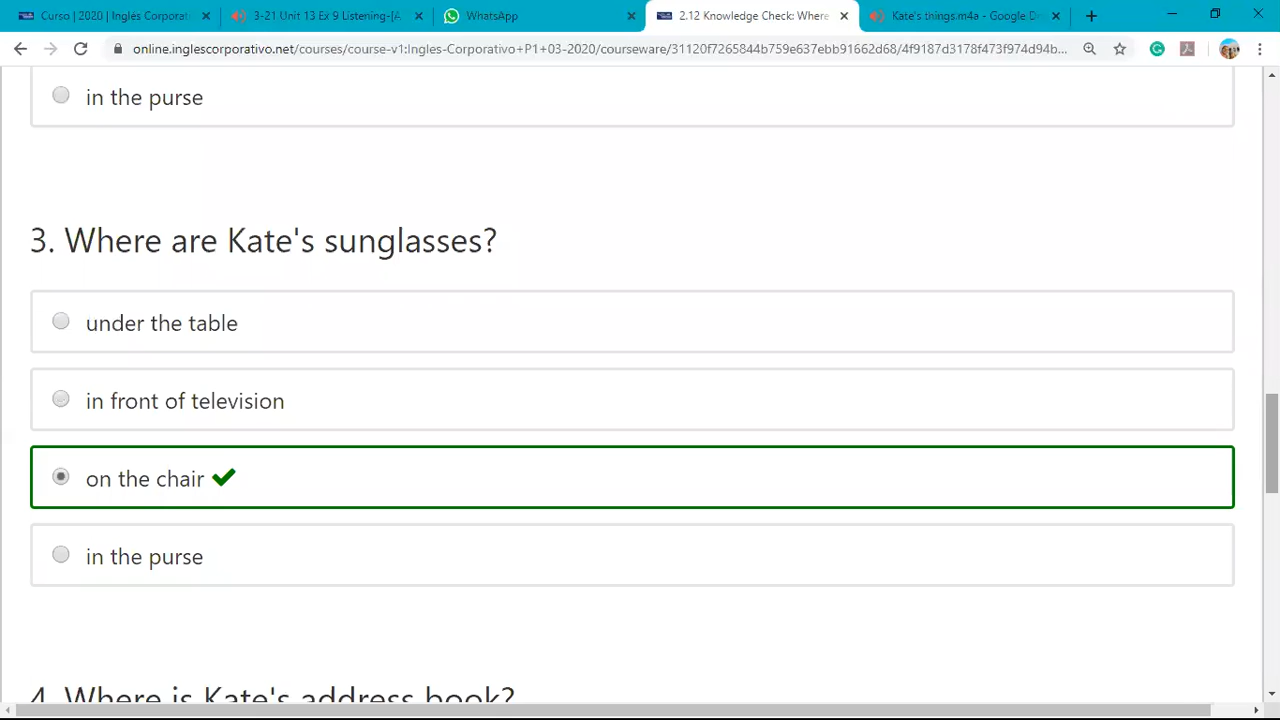 Curso | 2020 | Inglés Corporati
3-21 Unit 13 Ex 9 Listening-[A
WhatsApp
2.12 Knowledge Check: Where
Kate's things.m4a - Google Dr
online.inglescorporativo.net/courses/course-v1:Ingles-Corporativo+P1+03-2020/courseware/31120f7265844b759e637ebb91662d68/4f9187d3178f473f974d94b...
in the purse
3. Where are Kate's sunglasses?
under the table
in front of television
on the chair
in the purse
4. Where is Kate's address book?